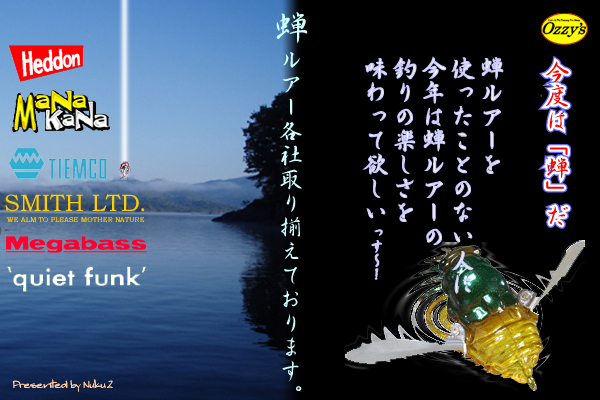 Heddon
MaNa
KaNa
TIEMCO
SMITH LTD.
WE ALM TO PLEASE MOTHER NATURE
Megabass
'quiet funk'
Presented by NukuZ
蝉ルアー各社取り揃えております。
Ozzy's
今度は「蝉」だ
蝉ルアーを
使ったことのない
今年は蝉ルアーの
釣りの楽しさを
味わって欲しいっす～!